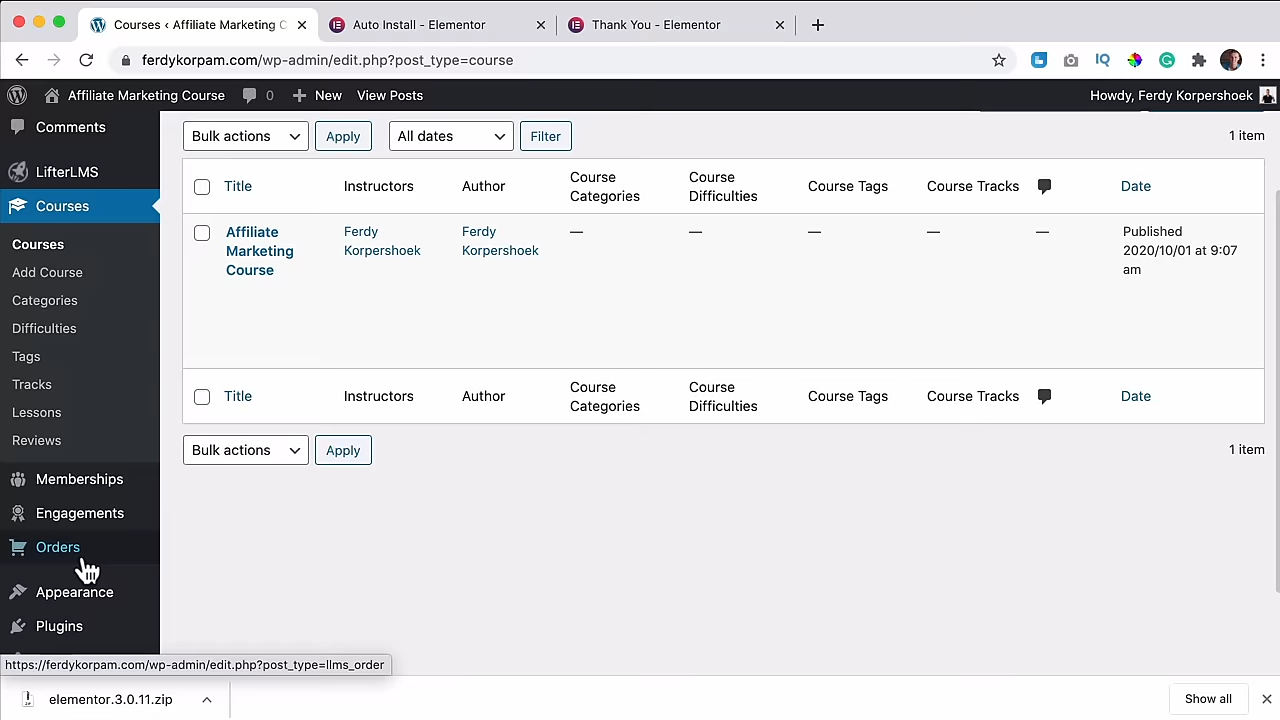 Courses ‹ Affiliate Marketing C
Auto Install - Elementor
Thank You - Elementor
ferdykorpam.com/wp-admin/edit.php?post_type=course
IQ
Affiliate Marketing Course
0
New
View Posts
Howdy, Ferdy Korpershoek
Comments
LifterLMS
Courses
Courses
Add Course
Categories
Difficulties
Tags
Tracks
Lessons
Reviews
Memberships
Engagements
Orders
Appearance
Plugins
Bulk actions
Apply
All dates
Filter
1 item
Title
Instructors
Author
Course
Categories
Course
Difficulties
Course Tags
Course Tracks
Date
Affiliate
Marketing
Course
Ferdy
Korpershoek
Ferdy
Korpershoek
—
—
—
—
—
Published
2020/10/01 at 9:07
am
Title
Instructors
Author
Course
Categories
Course
Difficulties
Course Tags
Course Tracks
Date
Bulk actions
Apply
1 item
https://ferdykorpam.com/wp-admin/edit.php?post_type=llms_order
elementor.3.0.11.zip
Show all